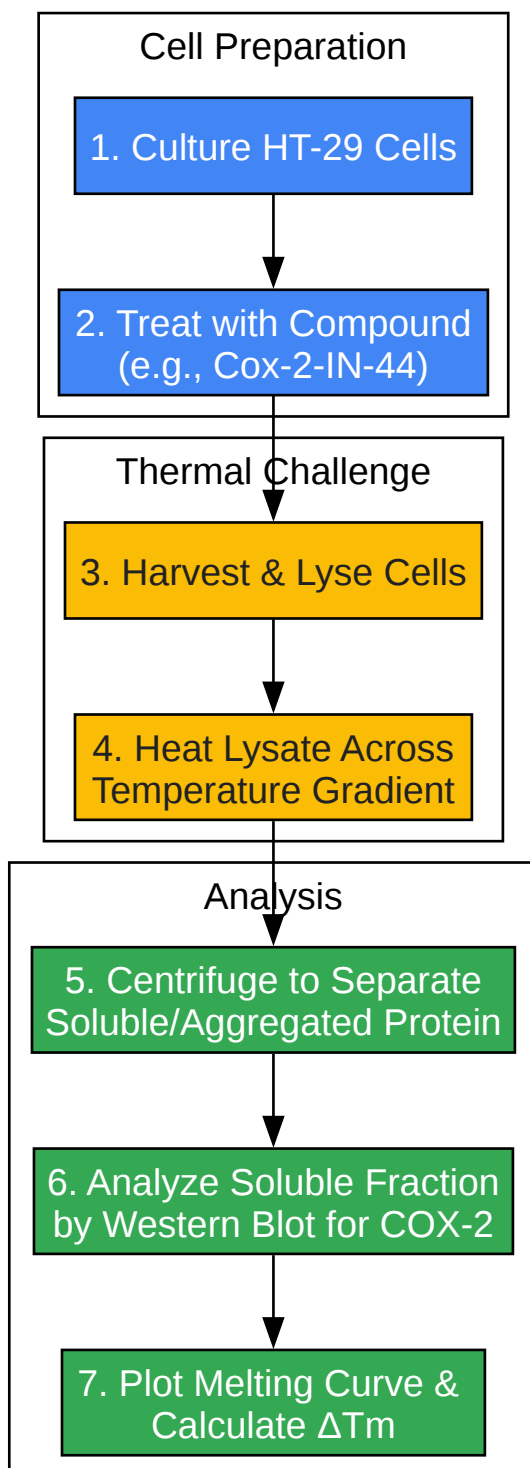 Cell Preparation
1. Culture HT-29 Cells
2. Treat with Compound
(e.g., Cox-2-IN-44)
Thermal Challenge
3. Harvest & Lyse Cells
4. Heat Lysate Across
Temperature Gradient
Analysis
5. Centrifuge to Separate
Soluble/Aggregated Protein
6. Analyze Soluble Fraction
by Western Blot for COX-2
7. Plot Melting Curve &
Calculate ΔTm